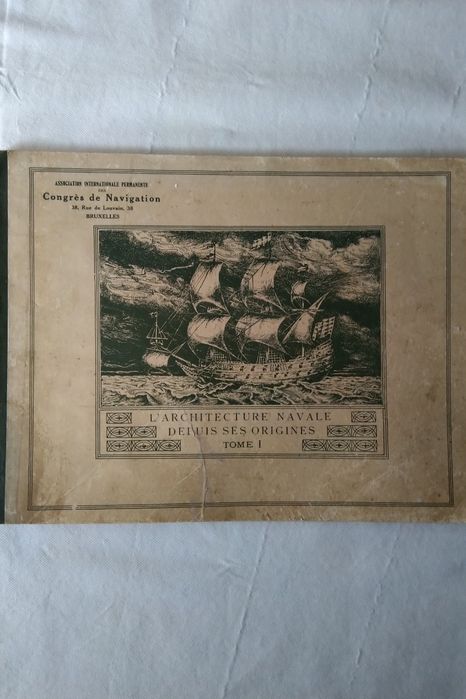 ASSOCIATION INTERNATIONALE PERMANENTE
DES
Congrès de Navigation
38, Rue de Louvain, 38
BRUXELLES
L'ARCHITECTURE NAVALE
DEPUIS SES ORIGINES
TOME I